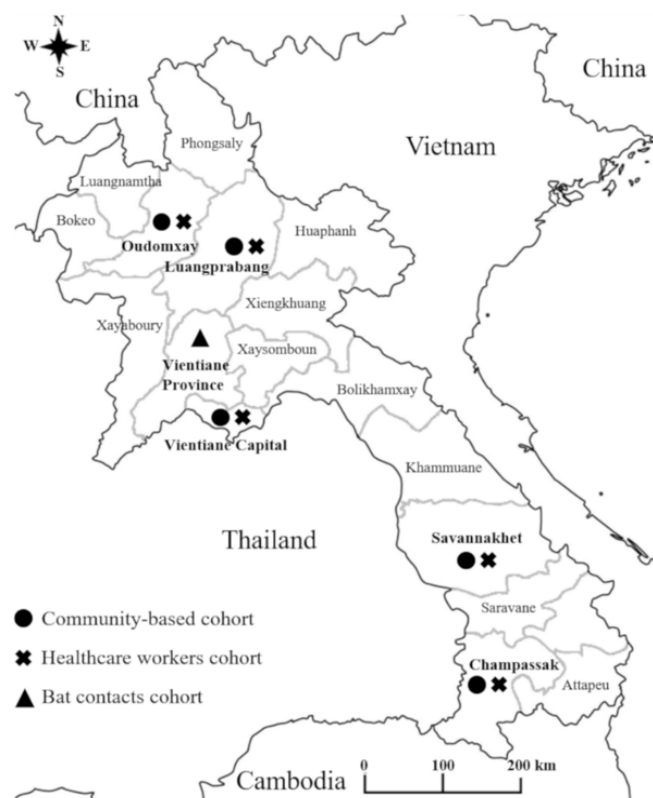 N
W E
S
China
China
Phongsaly
Vietnam
Luangnamtha
Bokeo
Oudomxay
Huaphanh
Luangprabang
Xiengkhuang
Xayaboury
Xaysomboun
Vientiane
Province
Bolikhamxay
Vientiane Capital
Khammuane
Thailand
Savannakhet
Community-based cohort
Saravane
Healthcare workers cohort
Champassak
Attapeu
Bat contacts cohort
0 100 200 km
Cambodia